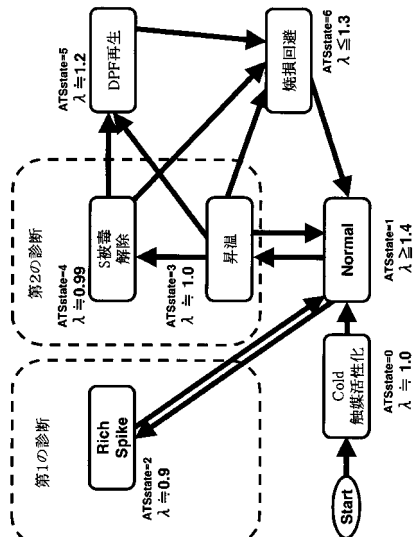 第1の診断
Rich
Spike
ATSstate=2
λ≒0.9
第2の診断
ATSstate=4
λ≒0.99
S被毒
解除
ATSstate=3
λ≒1.0
昇温
ATSstate=5
λ≒1.2
DPF再生
焼損回避
ATSstate=6
λ≦1.3
Start
Cold
触媒活性化
ATSstate=0
λ≒1.0
Normal
ATSstate=1
λ≧1.4